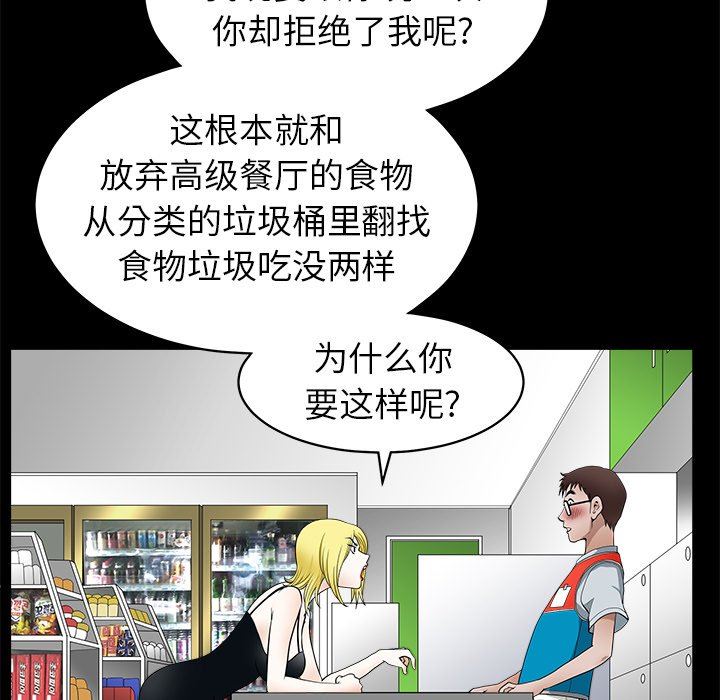 你却拒绝了我呢?
这根本就和
放弃高级餐厅的食物
从分类的垃圾桶里翻找
食物垃圾吃没两样
为什么你
要这样呢?